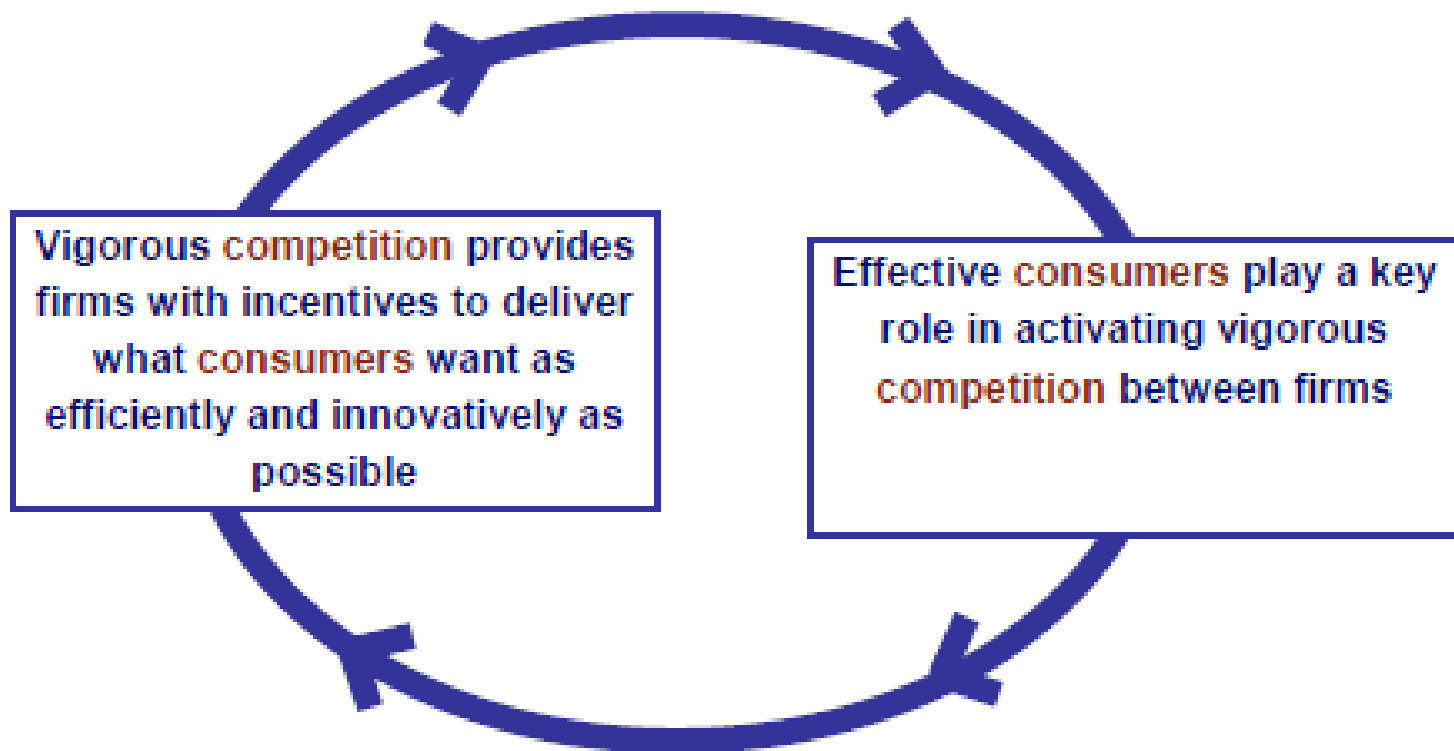 Vigorous competition provides
firms with incentives to deliver
what consumers want as
efficiently and innovatively as
possible
Effective consumers play a key
role in activating vigorous
competition between firms